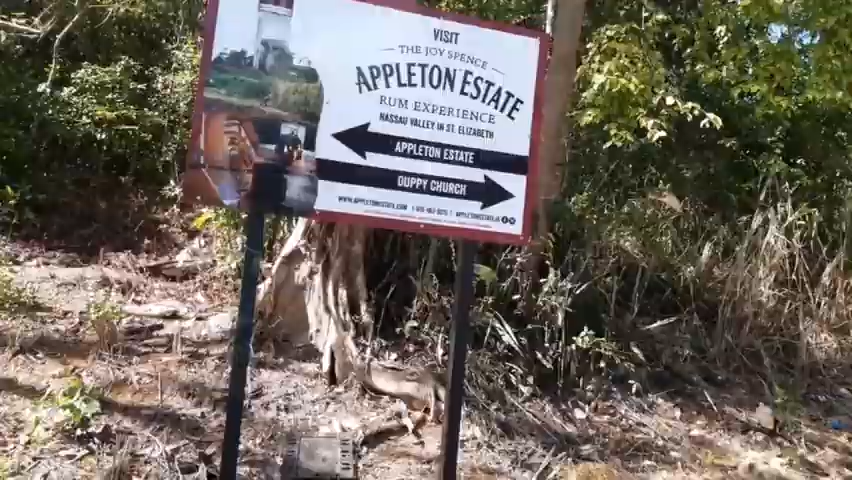 VISIT
THE JOY SPENCE
APPLETON ESTATE
RUM EXPERIENCE
NASSAU VALLEY IN ST. ELIZABETH
APPLETON ESTATE
DUPPY CHURCH
WWW.APPLETONESTATE.COM